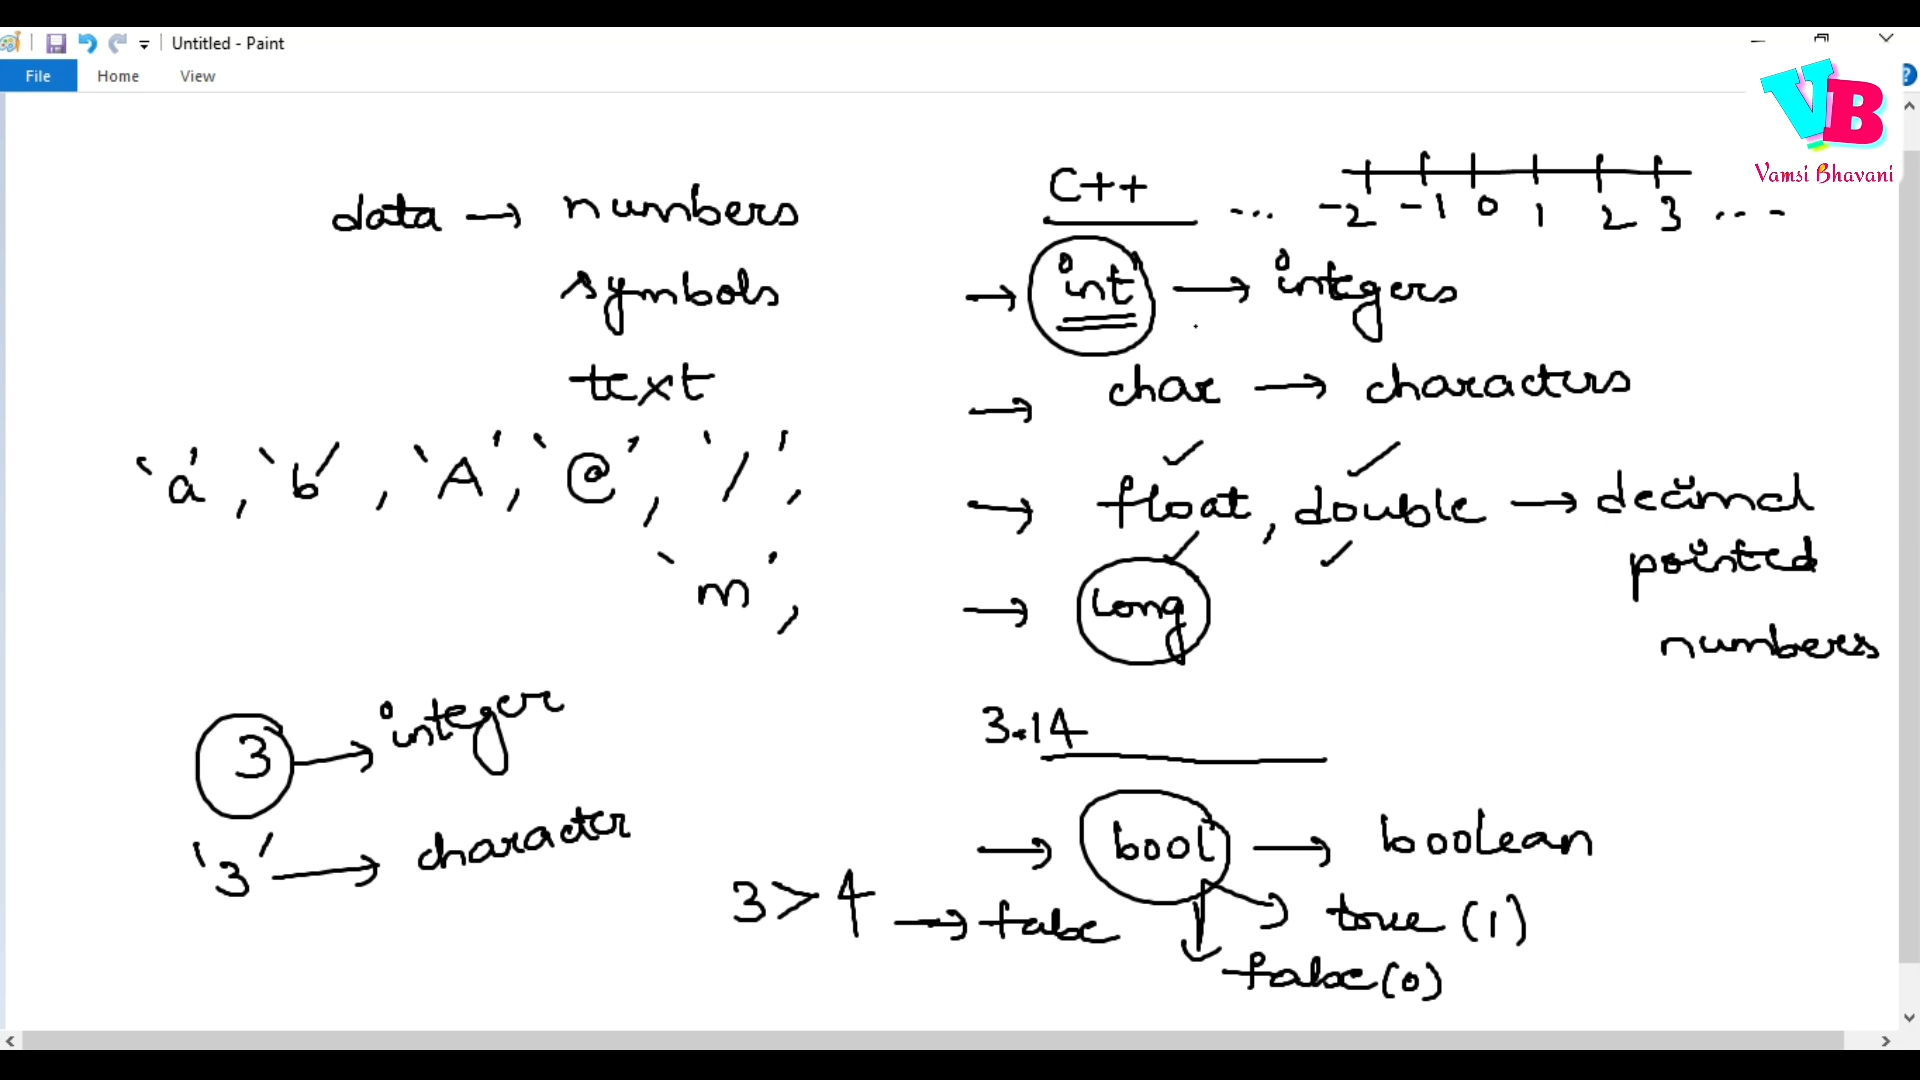 Untitled - Paint
File Home View
VB
Vamsi Bhavani
data → numbers
symbols
text
'a', 'b', 'A', '@', '/',
'm',
3 → integer
'3' → character
C++
... -2 -1 0 1 2 3 ....
→ int → integers
→ char → characters
→ float, double → decimal
pointed
numbers
→ long
3.14
→ bool → boolean
true (1)
false (0)
3 > 4 → false